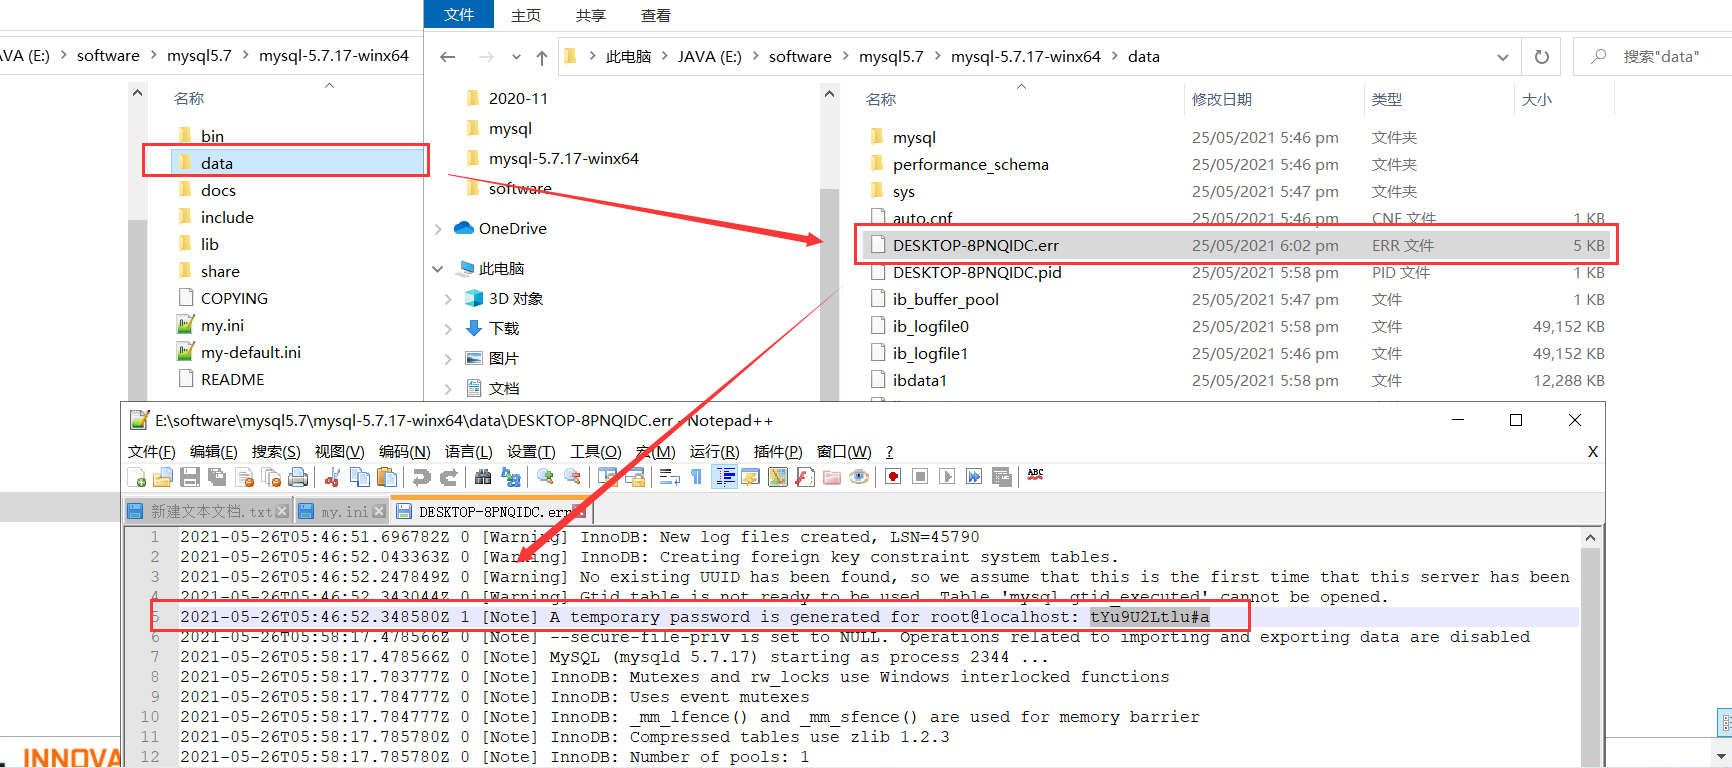 文件 主页 共享 查看
AVA (E:) > software > mysql5.7 > mysql-5.7.17-winx64
此电脑 > JAVA (E:) > software > mysql5.7 > mysql-5.7.17-winx64 > data
搜索"data"
名称
bin
data
docs
include
lib
share
COPYING
my.ini
my-default.ini
README
2020-11
mysql
mysql-5.7.17-winx64
software
OneDrive
此电脑
3D 对象
下载
图片
文档
名称 修改日期 类型 大小
mysql 25/05/2021 5:46 pm 文件夹
performance_schema 25/05/2021 5:46 pm 文件夹
sys 25/05/2021 5:47 pm 文件夹
auto.cnf 25/05/2021 5:46 pm CNF 文件 1 KB
DESKTOP-8PNQIDC.err 25/05/2021 6:02 pm ERR 文件 5 KB
DESKTOP-8PNQIDC.pid 25/05/2021 5:58 pm PID 文件 1 KB
ib_buffer_pool 25/05/2021 5:47 pm 文件 1 KB
ib_logfile0 25/05/2021 5:58 pm 文件 49,152 KB
ib_logfile1 25/05/2021 5:46 pm 文件 49,152 KB
ibdata1 25/05/2021 5:58 pm 文件 12,288 KB
E:\software\mysql5.7\mysql-5.7.17-winx64\data\DESKTOP-8PNQIDC.err - Notepad++
文件(F) 编辑(E) 搜索(S) 视图(V) 编码(N) 语言(L) 设置(T) 工具(O) 宏(M) 运行(R) 插件(P) 窗口(W) ? X
ABC
新建文本文档.txt my.ini DESKTOP-8PNQIDC.err
1 2021-05-26T05:46:51.696782Z 0 [Warning] InnoDB: New log files created, LSN=45790
2 2021-05-26T05:46:52.043363Z 0 [Warning] InnoDB: Creating foreign key constraint system tables.
3 2021-05-26T05:46:52.247849Z 0 [Warning] No existing UUID has been found, so we assume that this is the first time that this server has been
4 2021-05-26T05:46:52.343044Z 0 [Warning] Gtid table is not ready to be used. Table 'mysql.gtid_executed' cannot be opened.
5 2021-05-26T05:46:52.348580Z 1 [Note] A temporary password is generated for root@localhost: tYu9U2Ltlu#a
6 2021-05-26T05:58:17.478566Z 0 [Note] --secure-file-priv is set to NULL. Operations related to importing and exporting data are disabled
7 2021-05-26T05:58:17.478566Z 0 [Note] MySQL (mysqld 5.7.17) starting as process 2344 ...
8 2021-05-26T05:58:17.783777Z 0 [Note] InnoDB: Mutexes and rw_locks use Windows interlocked functions
9 2021-05-26T05:58:17.784777Z 0 [Note] InnoDB: Uses event mutexes
10 2021-05-26T05:58:17.784777Z 0 [Note] InnoDB: _mm_lfence() and _mm_sfence() are used for memory barrier
11 2021-05-26T05:58:17.785780Z 0 [Note] InnoDB: Compressed tables use zlib 1.2.3
12 2021-05-26T05:58:17.785780Z 0 [Note] InnoDB: Number of pools: 1
INNOVA